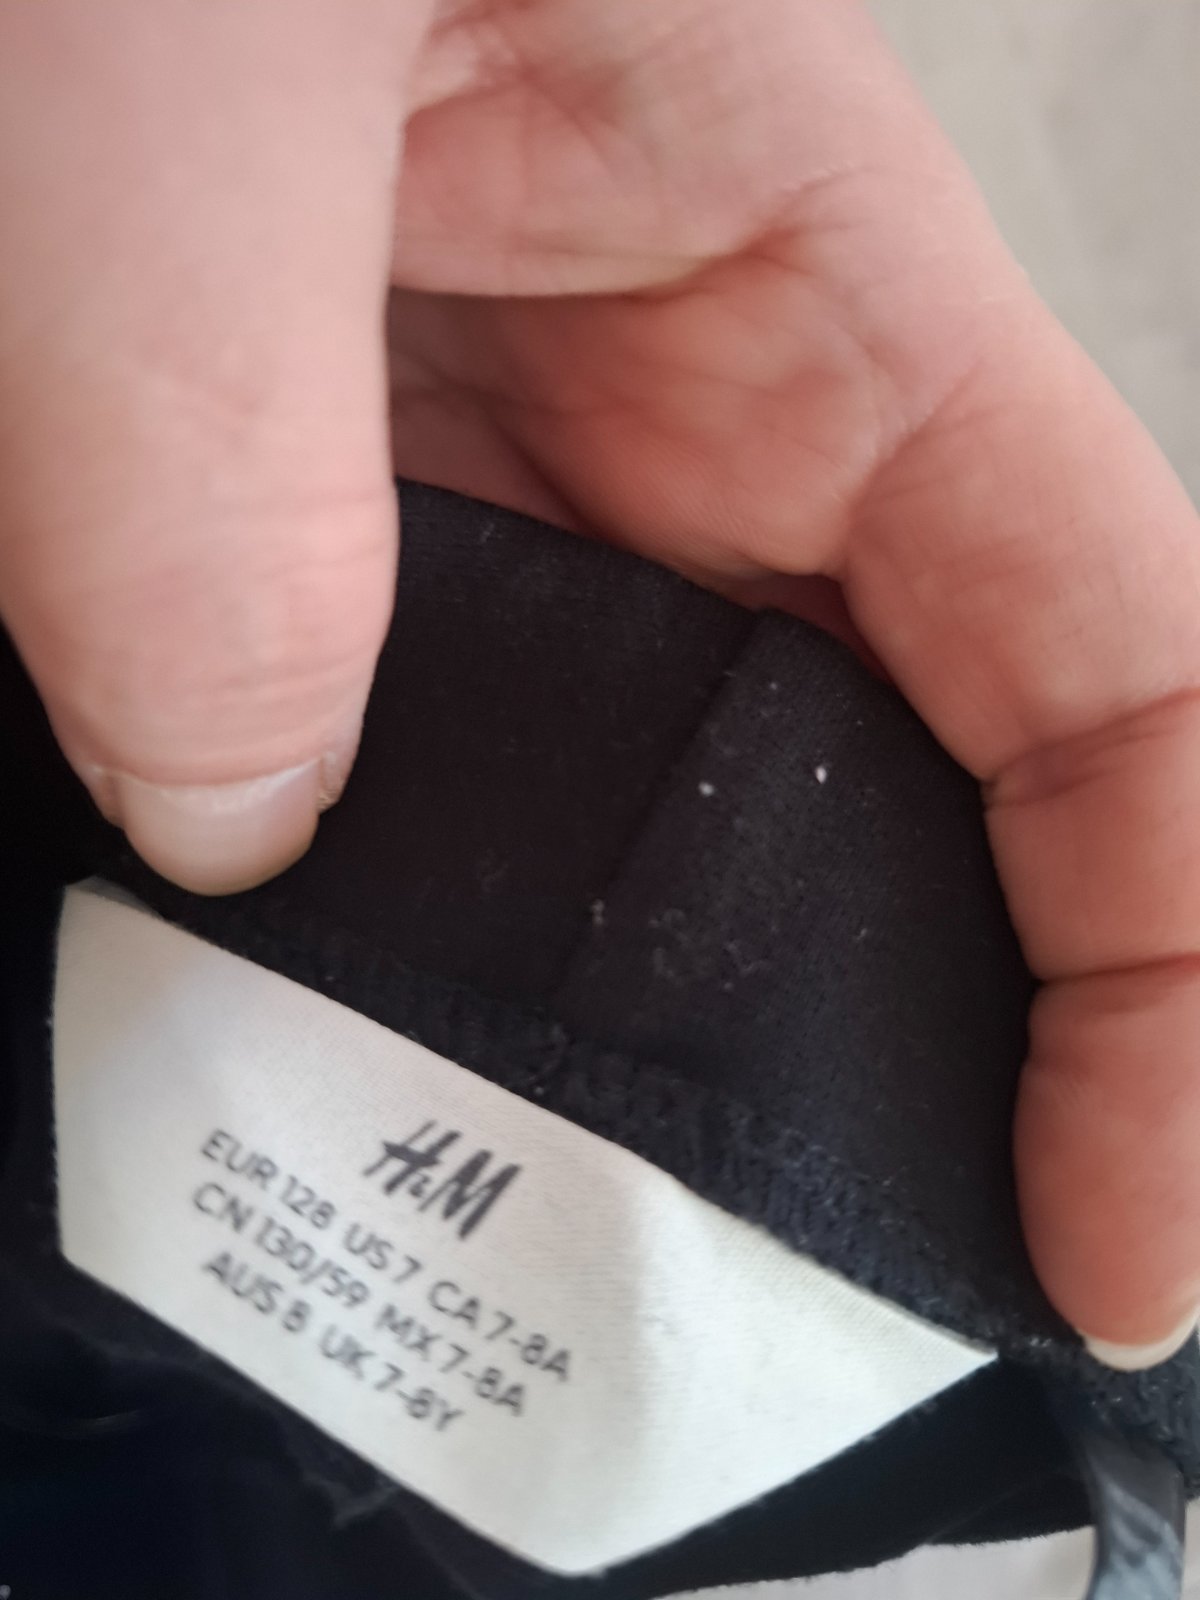 H&M
EUR 128 US 7 CA 7-8A
CN 130/59 MX 7-8A
AUS 8 UK 7-8Y